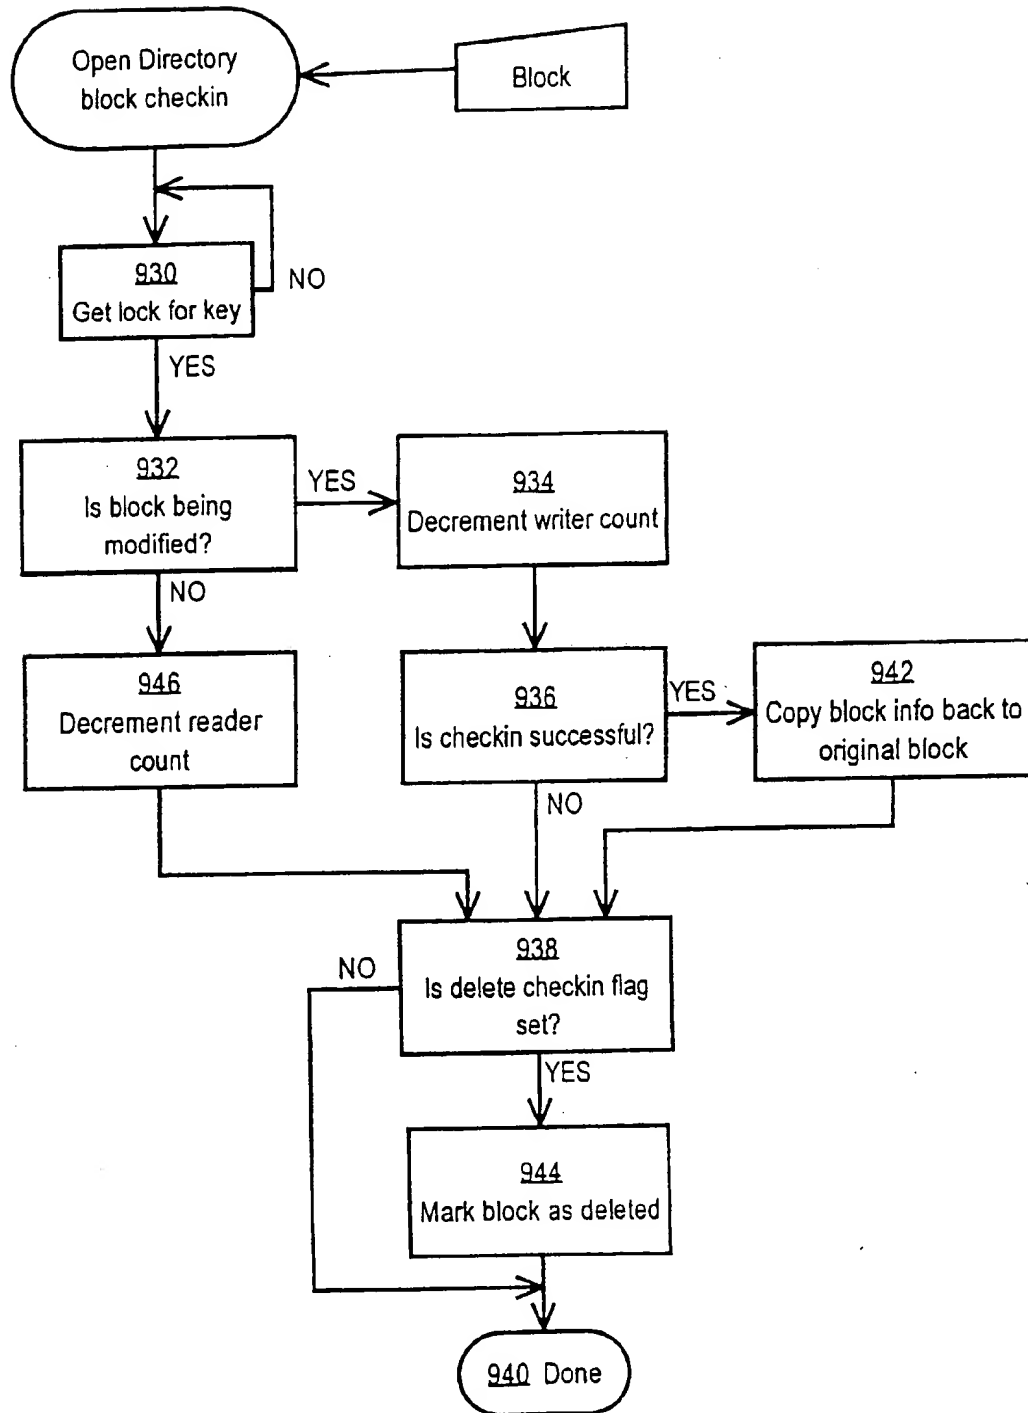 Open Directory
block checkin
Block
930
Get lock for key
NO
YES
932
Is block being
modified?
YES
934
Decrement writer count
NO
946
Decrement reader
count
936
Is checkin successful?
YES
942
Copy block info back to
original block
NO
938
Is delete checkin flag
set?
NO
YES
944
Mark block as deleted
940 Done